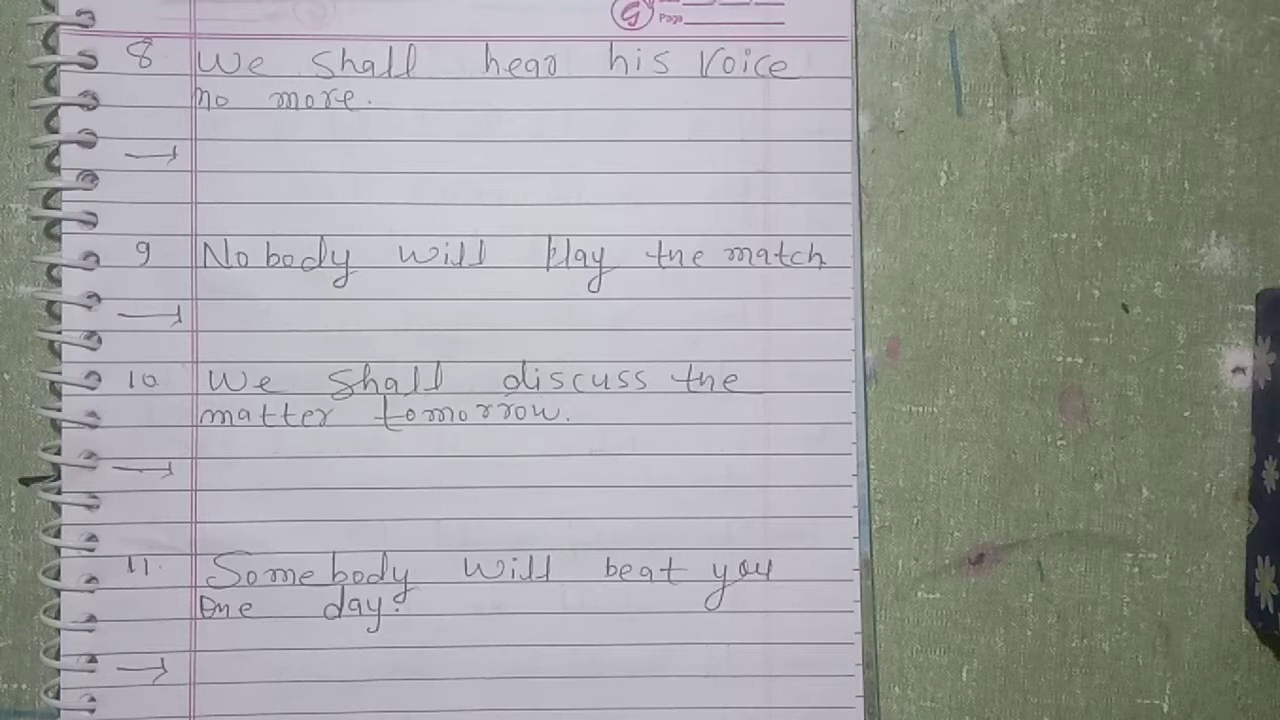 Page
8 We shall hear his Voice
no more.
→
9 Nobody will play the match
→
10 We shall discuss the
matter tomorrow.
→
11. Somebody will beat you
One day.
→